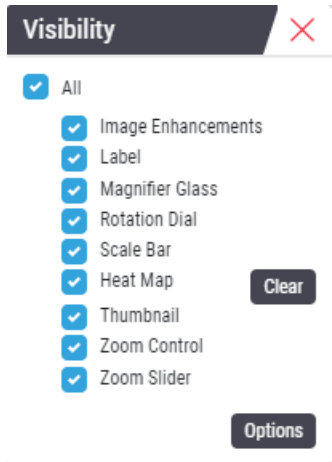 Visibility
All
Image Enhancements
Label
Magnifier Glass
Rotation Dial
Scale Bar
Heat Map Clear
Thumbnail
Zoom Control
Zoom Slider
Options